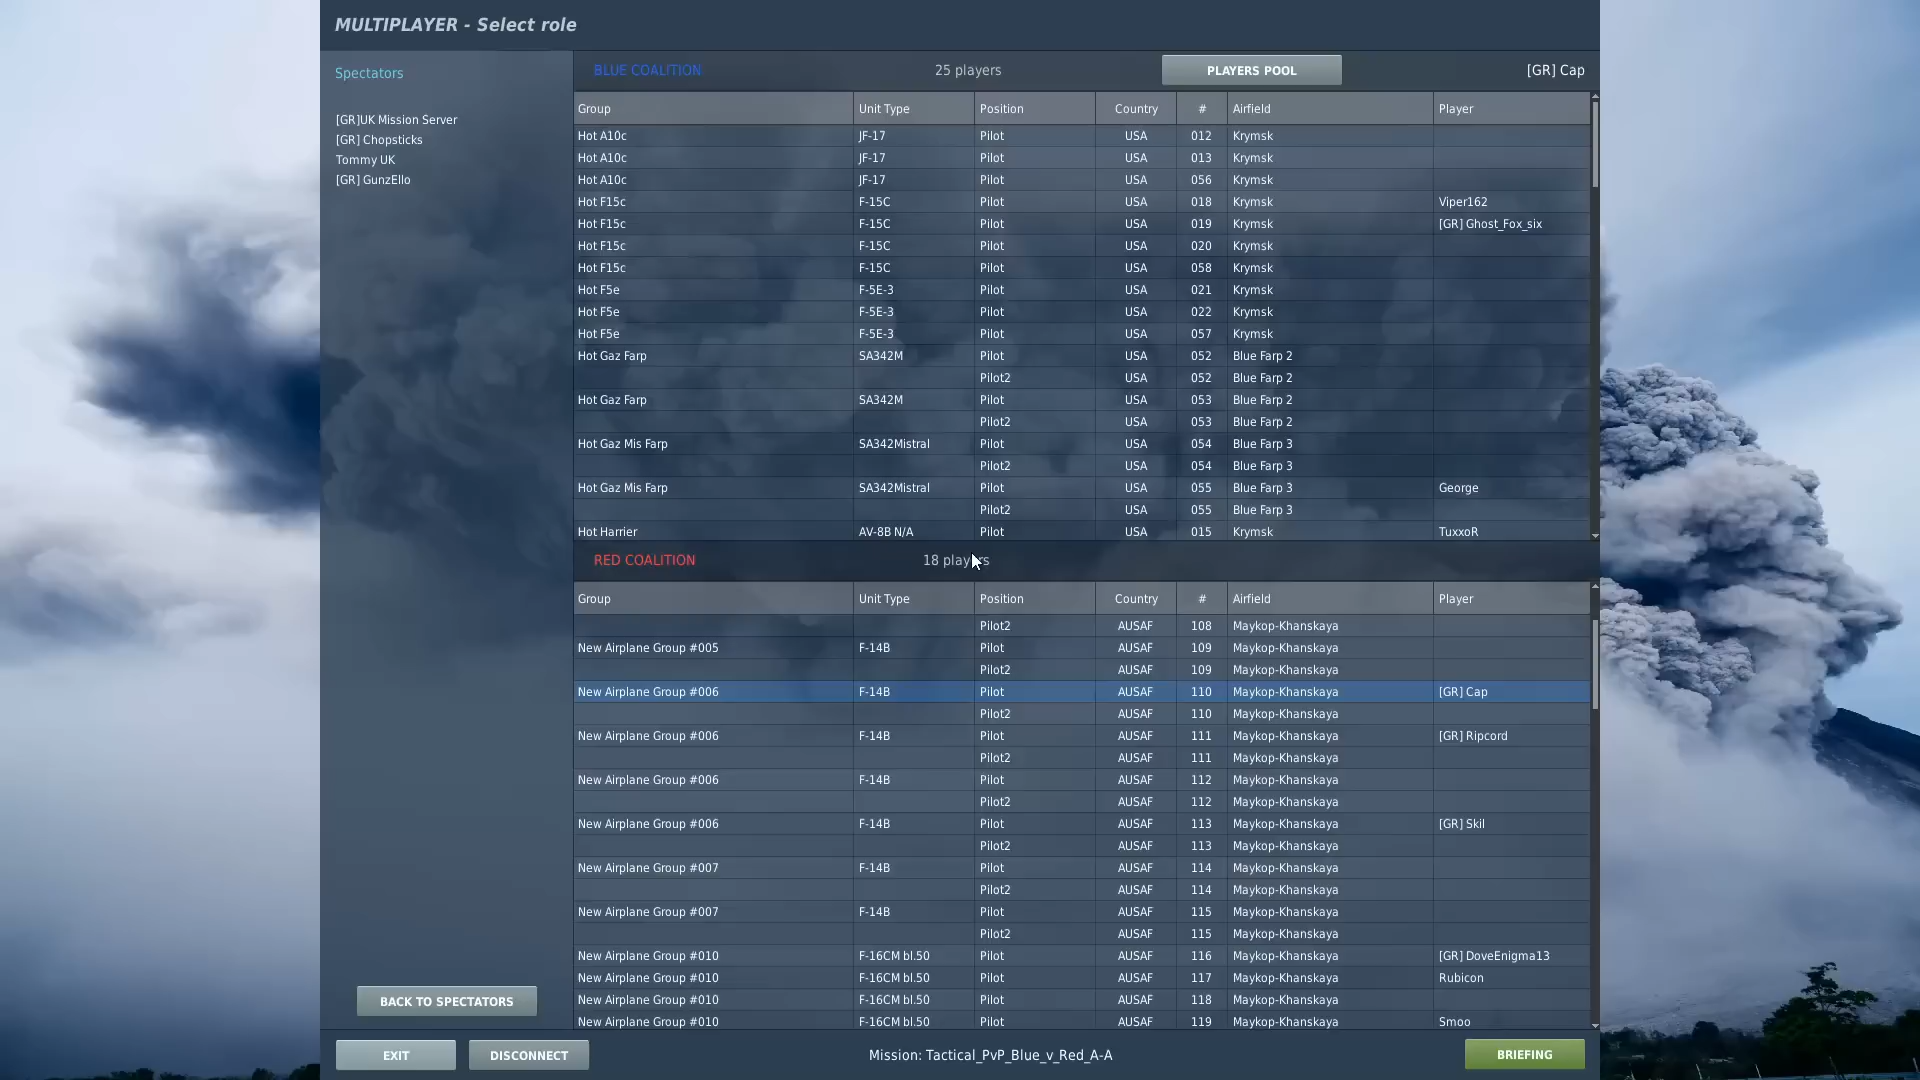 MULTIPLAYER - Select role
Spectators
[GR]UK Mission Server
[GR] Chopsticks
Tommy UK
[GR] GunzEllo
BLUE COALITION 25 players PLAYERS POOL [GR] Cap
Group Unit Type Position Country # Airfield Player
Hot A10c JF-17 Pilot USA 012 Krymsk
Hot A10c JF-17 Pilot USA 013 Krymsk
Hot A10c JF-17 Pilot USA 056 Krymsk
Hot F15c F-15C Pilot USA 018 Krymsk Viper162
Hot F15c F-15C Pilot USA 019 Krymsk [GR] Ghost_Fox_six
Hot F15c F-15C Pilot USA 020 Krymsk
Hot F15c F-15C Pilot USA 058 Krymsk
Hot F5e F-5E-3 Pilot USA 021 Krymsk
Hot F5e F-5E-3 Pilot USA 022 Krymsk
Hot F5e F-5E-3 Pilot USA 057 Krymsk
Hot Gaz Farp SA342M Pilot USA 052 Blue Farp 2
Pilot2 USA 052 Blue Farp 2
Hot Gaz Farp SA342M Pilot USA 053 Blue Farp 2
Pilot2 USA 053 Blue Farp 2
Hot Gaz Mis Farp SA342Mistral Pilot USA 054 Blue Farp 3
Pilot2 USA 054 Blue Farp 3
Hot Gaz Mis Farp SA342Mistral Pilot USA 055 Blue Farp 3 George
Pilot2 USA 055 Blue Farp 3
Hot Harrier AV-8B N/A Pilot USA 015 Krymsk TuxxoR
RED COALITION 18 players
Group Unit Type Position Country # Airfield Player
Pilot2 AUSAF 108 Maykop-Khanskaya
New Airplane Group #005 F-14B Pilot AUSAF 109 Maykop-Khanskaya
Pilot2 AUSAF 109 Maykop-Khanskaya
New Airplane Group #006 F-14B Pilot AUSAF 110 Maykop-Khanskaya [GR] Cap
Pilot2 AUSAF 110 Maykop-Khanskaya
New Airplane Group #006 F-14B Pilot AUSAF 111 Maykop-Khanskaya [GR] Ripcord
Pilot2 AUSAF 111 Maykop-Khanskaya
New Airplane Group #006 F-14B Pilot AUSAF 112 Maykop-Khanskaya
Pilot2 AUSAF 112 Maykop-Khanskaya
New Airplane Group #006 F-14B Pilot AUSAF 113 Maykop-Khanskaya [GR] Skil
Pilot2 AUSAF 113 Maykop-Khanskaya
New Airplane Group #007 F-14B Pilot AUSAF 114 Maykop-Khanskaya
Pilot2 AUSAF 114 Maykop-Khanskaya
New Airplane Group #007 F-14B Pilot AUSAF 115 Maykop-Khanskaya
Pilot2 AUSAF 115 Maykop-Khanskaya
New Airplane Group #010 F-16CM bl.50 Pilot AUSAF 116 Maykop-Khanskaya [GR] DoveEnigma13
New Airplane Group #010 F-16CM bl.50 Pilot AUSAF 117 Maykop-Khanskaya Rubicon
New Airplane Group #010 F-16CM bl.50 Pilot AUSAF 118 Maykop-Khanskaya
New Airplane Group #010 F-16CM bl.50 Pilot AUSAF 119 Maykop-Khanskaya Smoo
BACK TO SPECTATORS
EXIT DISCONNECT Mission: Tactical_PvP_Blue_v_Red_A-A BRIEFING